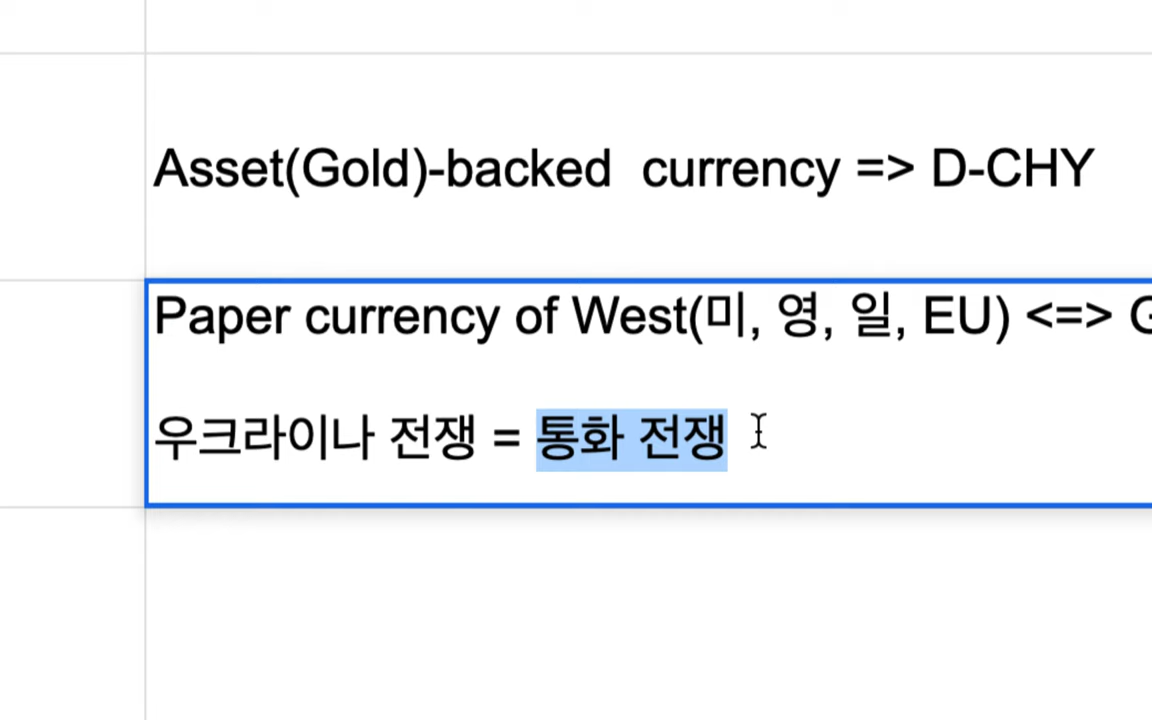 Asset(Gold)-backed  currency => D-CHY
Paper currency of West(미, 영, 일, EU) <=>
우크라이나 전쟁 = 통화 전쟁